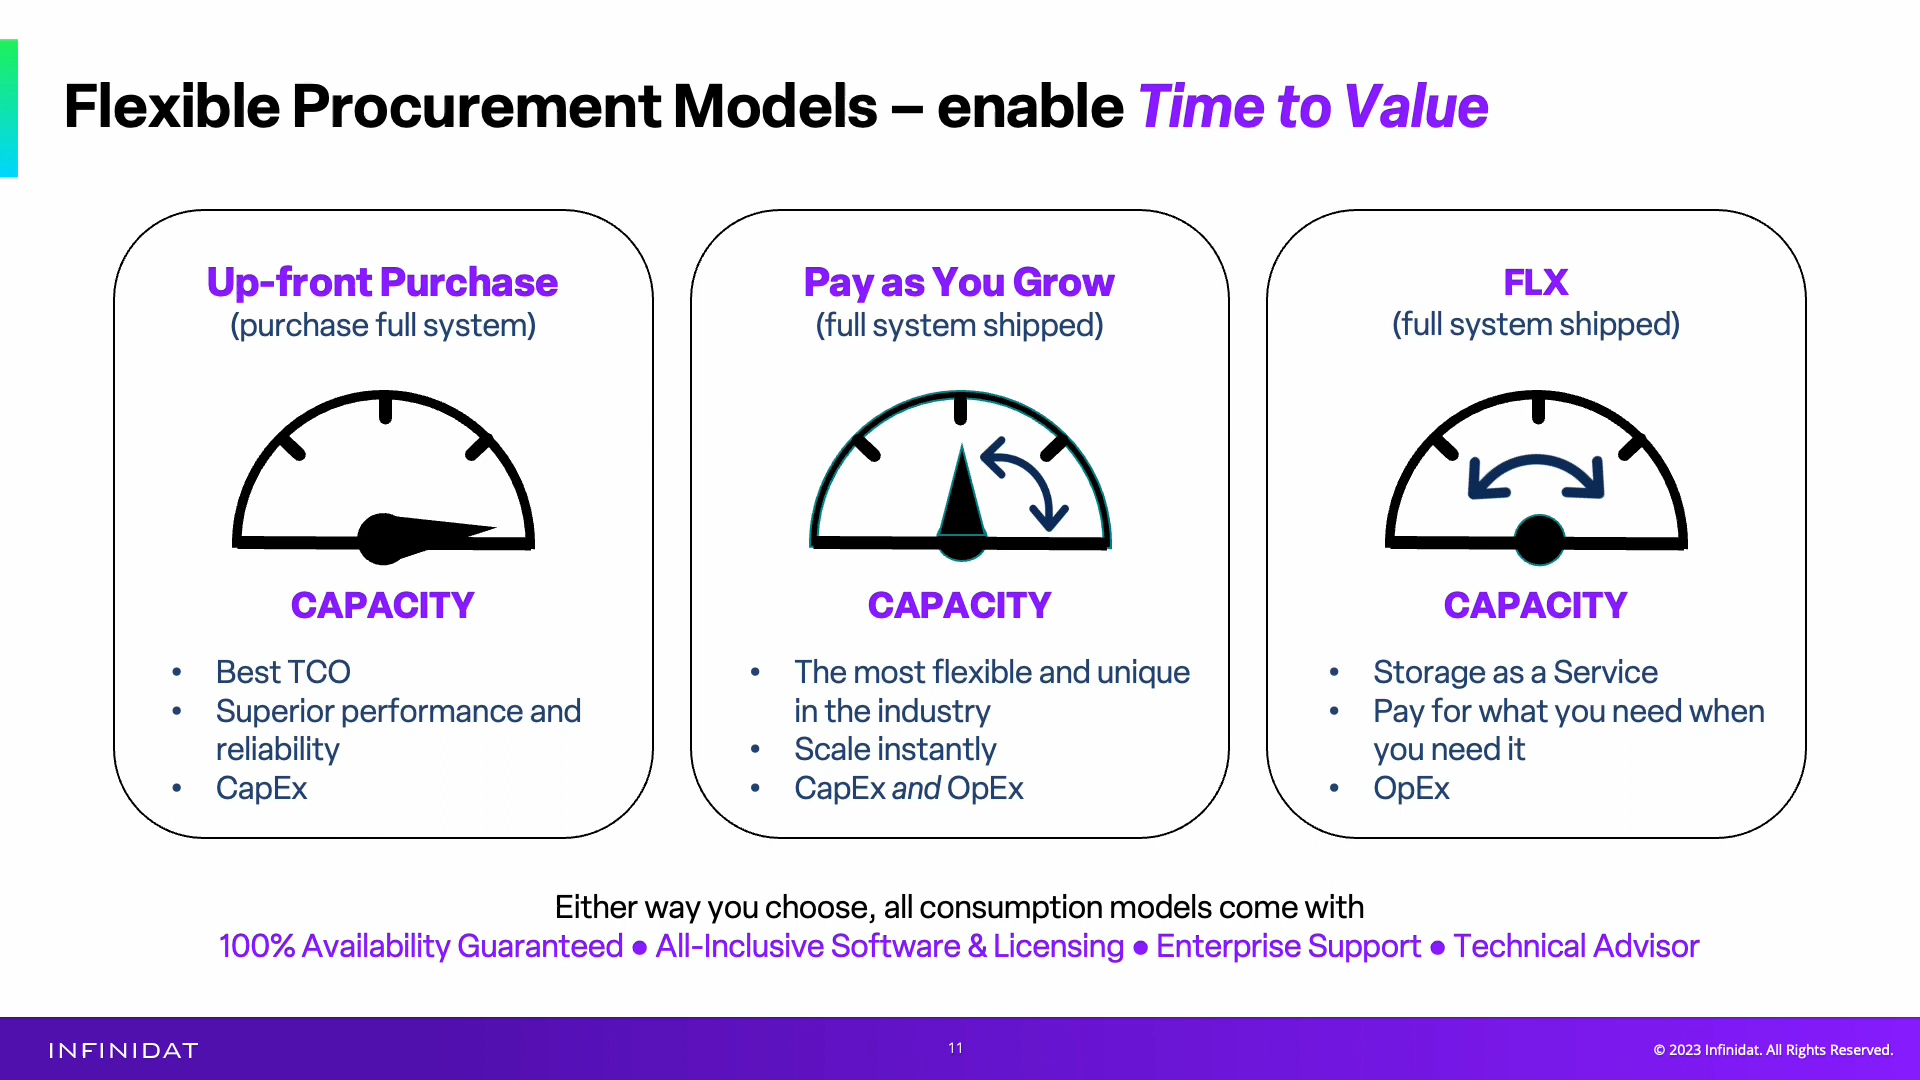 Flexible Procurement Models – enable Time to Value
Up-front Purchase
(purchase full system)
CAPACITY
• Best TCO
• Superior performance and
reliability
• CapEx
Pay as You Grow
(full system shipped)
CAPACITY
• The most flexible and unique
in the industry
• Scale instantly
• CapEx and OpEx
FLX
(full system shipped)
CAPACITY
• Storage as a Service
• Pay for what you need when
you need it
• OpEx
Either way you choose, all consumption models come with
100% Availability Guaranteed ● All-Inclusive Software & Licensing ● Enterprise Support ● Technical Advisor
INFINIDAT
11
© 2023 Infinidat. All Rights Reserved.